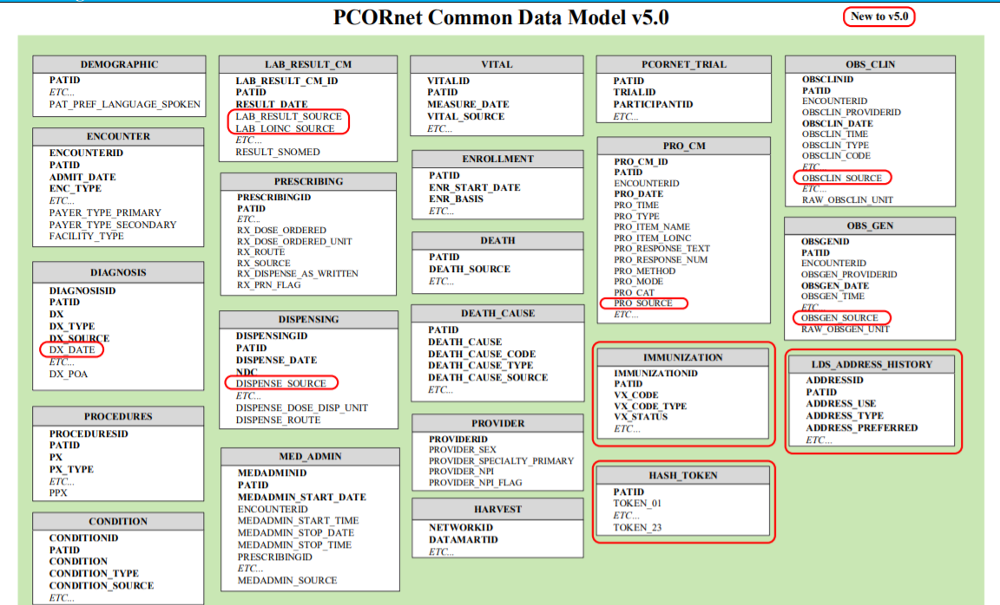 PCORnet Common Data Model v5.0
New to v5.0
DEMOGRAPHIC
PATID
ETC...
PAT_PREF_LANGUAGE_SPOKEN
ENCOUNTER
ENCOUNTERID
PATID
ADMIT_DATE
ENC_TYPE
ETC...
PAYER_TYPE_PRIMARY
PAYER_TYPE_SECONDARY
FACILITY_TYPE
DIAGNOSIS
DIAGNOSISID
PATID
DX
DX_TYPE
DX_SOURCE
DX_DATE
ETC...
DX_POA
PROCEDURES
PROCEDURESID
PATID
PX
PX_TYPE
ETC...
PPX
CONDITION
CONDITIONID
PATID
CONDITION
CONDITION_TYPE
CONDITION_SOURCE
ETC...
LAB_RESULT_CM
LAB_RESULT_CM_ID
PATID
RESULT_DATE
LAB_RESULT_SOURCE
LAB_LOINC_SOURCE
ETC...
RESULT_SNOMED
PRESCRIBING
PRESCRIBINGID
PATID
ETC...
RX_DOSE_ORDERED
RX_DOSE_ORDERED_UNIT
RX_ROUTE
RX_SOURCE
RX_DISPENSE_AS_WRITTEN
RX_PRN_FLAG
DISPENSING
DISPENSINGID
PATID
DISPENSE_DATE
NDC
DISPENSE_SOURCE
ETC...
DISPENSE_DOSE_DISP_UNIT
DISPENSE_ROUTE
MED_ADMIN
MEDADMINID
PATID
MEDADMIN_START_DATE
ENCOUNTERID
MEDADMIN_START_TIME
MEDADMIN_STOP_DATE
MEDADMIN_STOP_TIME
PRESCRIBINGID
ETC...
MEDADMIN_SOURCE
VITAL
VITALID
PATID
MEASURE_DATE
VITAL_SOURCE
ETC...
ENROLLMENT
PATID
ENR_START_DATE
ENR_BASIS
ETC...
DEATH
PATID
DEATH_SOURCE
ETC...
DEATH_CAUSE
PATID
DEATH_CAUSE
DEATH_CAUSE_CODE
DEATH_CAUSE_TYPE
DEATH_CAUSE_SOURCE
ETC...
PROVIDER
PROVIDERID
PROVIDER_SEX
PROVIDER_SPECIALTY_PRIMARY
PROVIDER_NPI
PROVIDER_NPI_FLAG
HARVEST
NETWORKID
DATAMARTID
ETC...
PCORNET_TRIAL
PATID
TRIALID
PARTICIPANTID
ETC...
PRO_CM
PRO_CM_ID
PATID
ENCOUNTERID
PRO_DATE
PRO_TIME
PRO_TYPE
PRO_ITEM_NAME
PRO_ITEM_LOINC
PRO_RESPONSE_TEXT
PRO_RESPONSE_NUM
PRO_METHOD
PRO_MODE
PRO_CAT
PRO_SOURCE
ETC...
IMMUNIZATION
IMMUNIZATIONID
PATID
VX_CODE
VX_CODE_TYPE
VX_STATUS
ETC...
HASH_TOKEN
PATID
TOKEN_01
ETC...
TOKEN_23
OBS_CLIN
OBSCLINID
PATID
ENCOUNTERID
OBSCLIN_PROVIDERID
OBSCLIN_DATE
OBSCLIN_TIME
OBSCLIN_TYPE
OBSCLIN_CODE
ETC
OBSCLIN_SOURCE
ETC...
RAW_OBSCLIN_UNIT
OBS_GEN
OBSGENID
PATID
ENCOUNTERID
OBSGEN_PROVIDERID
OBSGEN_DATE
OBSGEN_TIME
ETC
OBSGEN_SOURCE
RAW_OBSGEN_UNIT
LDS_ADDRESS_HISTORY
ADDRESSID
PATID
ADDRESS_USE
ADDRESS_TYPE
ADDRESS_PREFERRED
ETC...